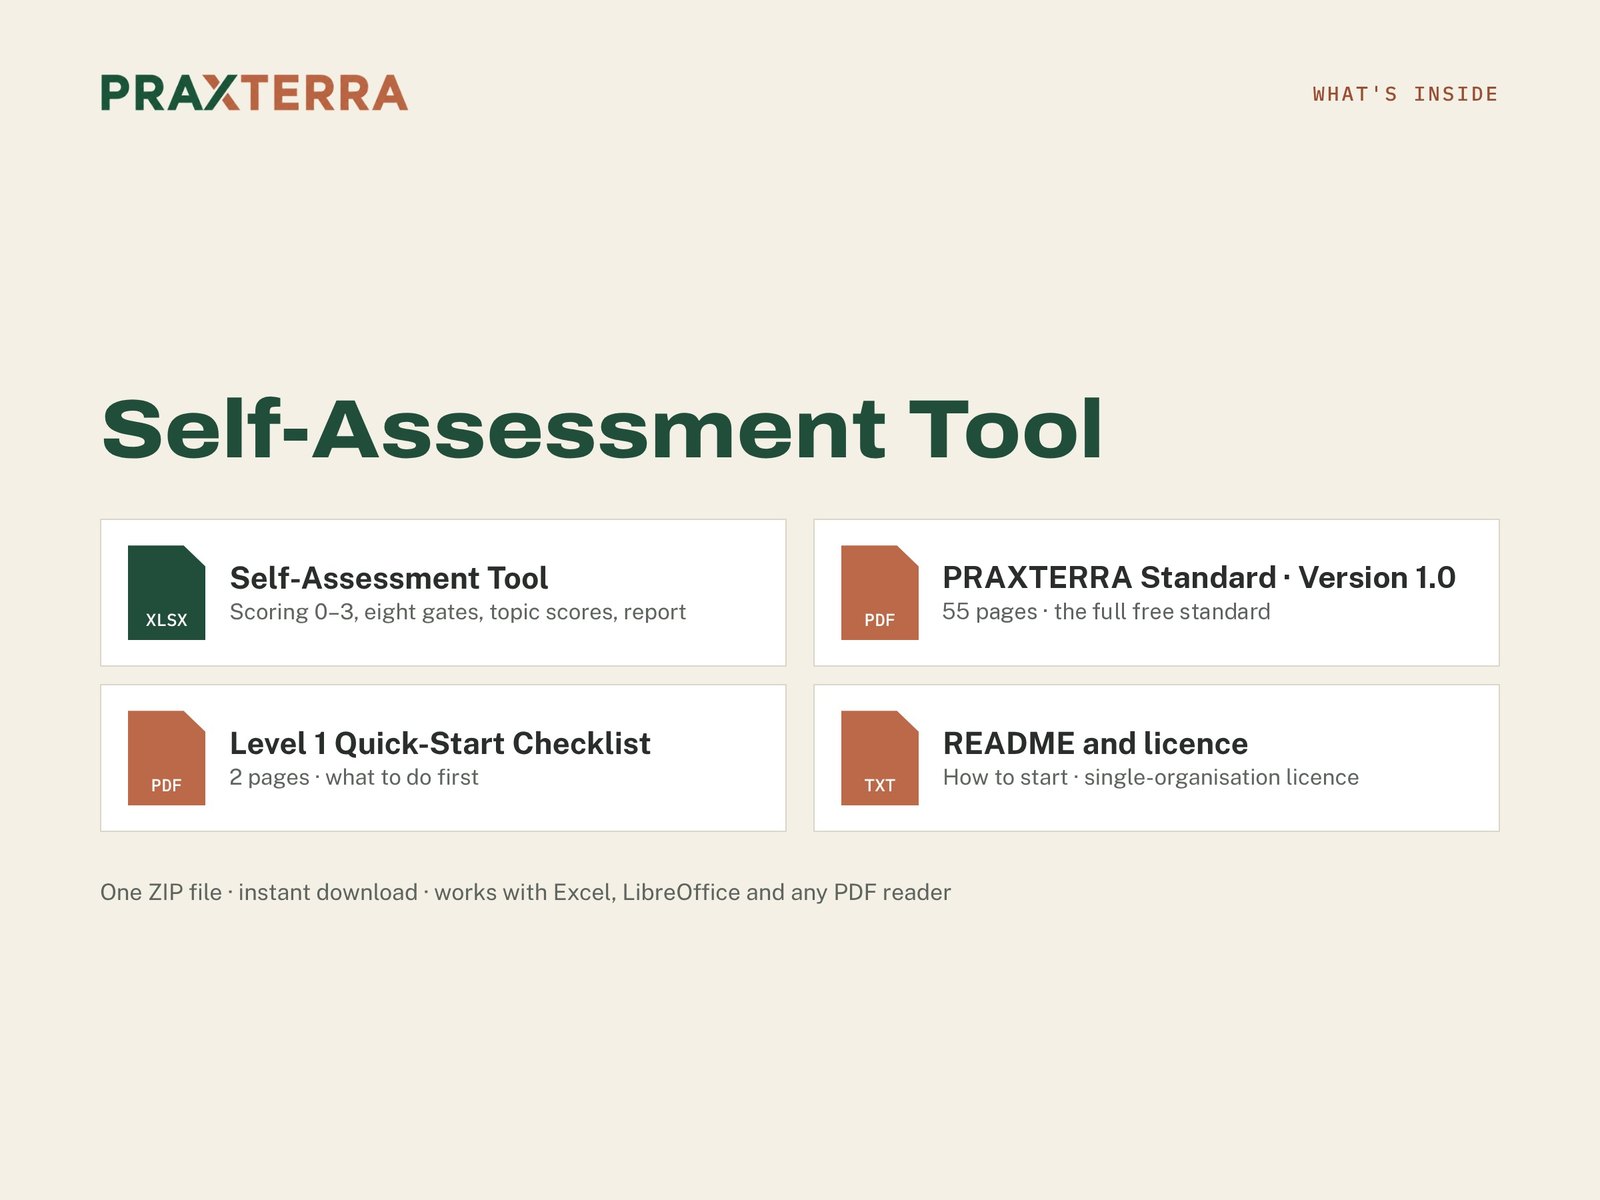 PRAXTERRA
WHAT'S INSIDE
Self-Assessment Tool
XLSX
Self-Assessment Tool
Scoring 0–3, eight gates, topic scores, report
PDF
PRAXTERRA Standard · Version 1.0
55 pages · the full free standard
PDF
Level 1 Quick-Start Checklist
2 pages · what to do first
TXT
README and licence
How to start · single-organisation licence
One ZIP file · instant download · works with Excel, LibreOffice and any PDF reader